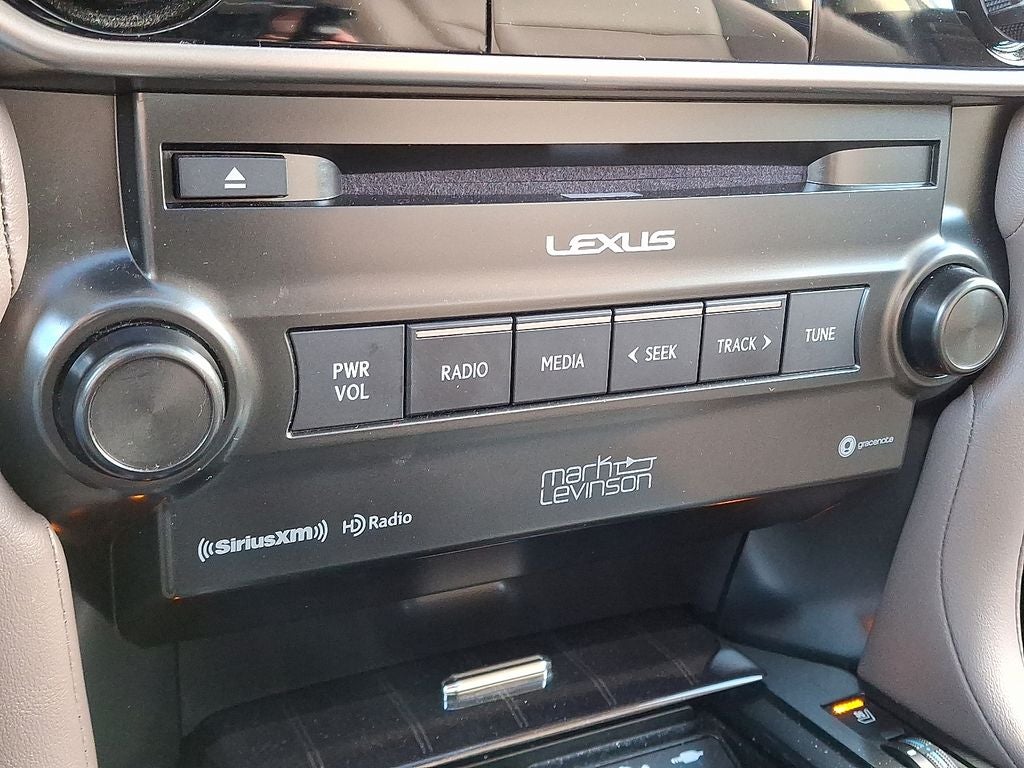 LEXUS
PWR
VOL
RADIO
MEDIA
< SEEK
TRACK >
TUNE
mark
Levinson
gracenote
((SiriusXM))
HD Radio